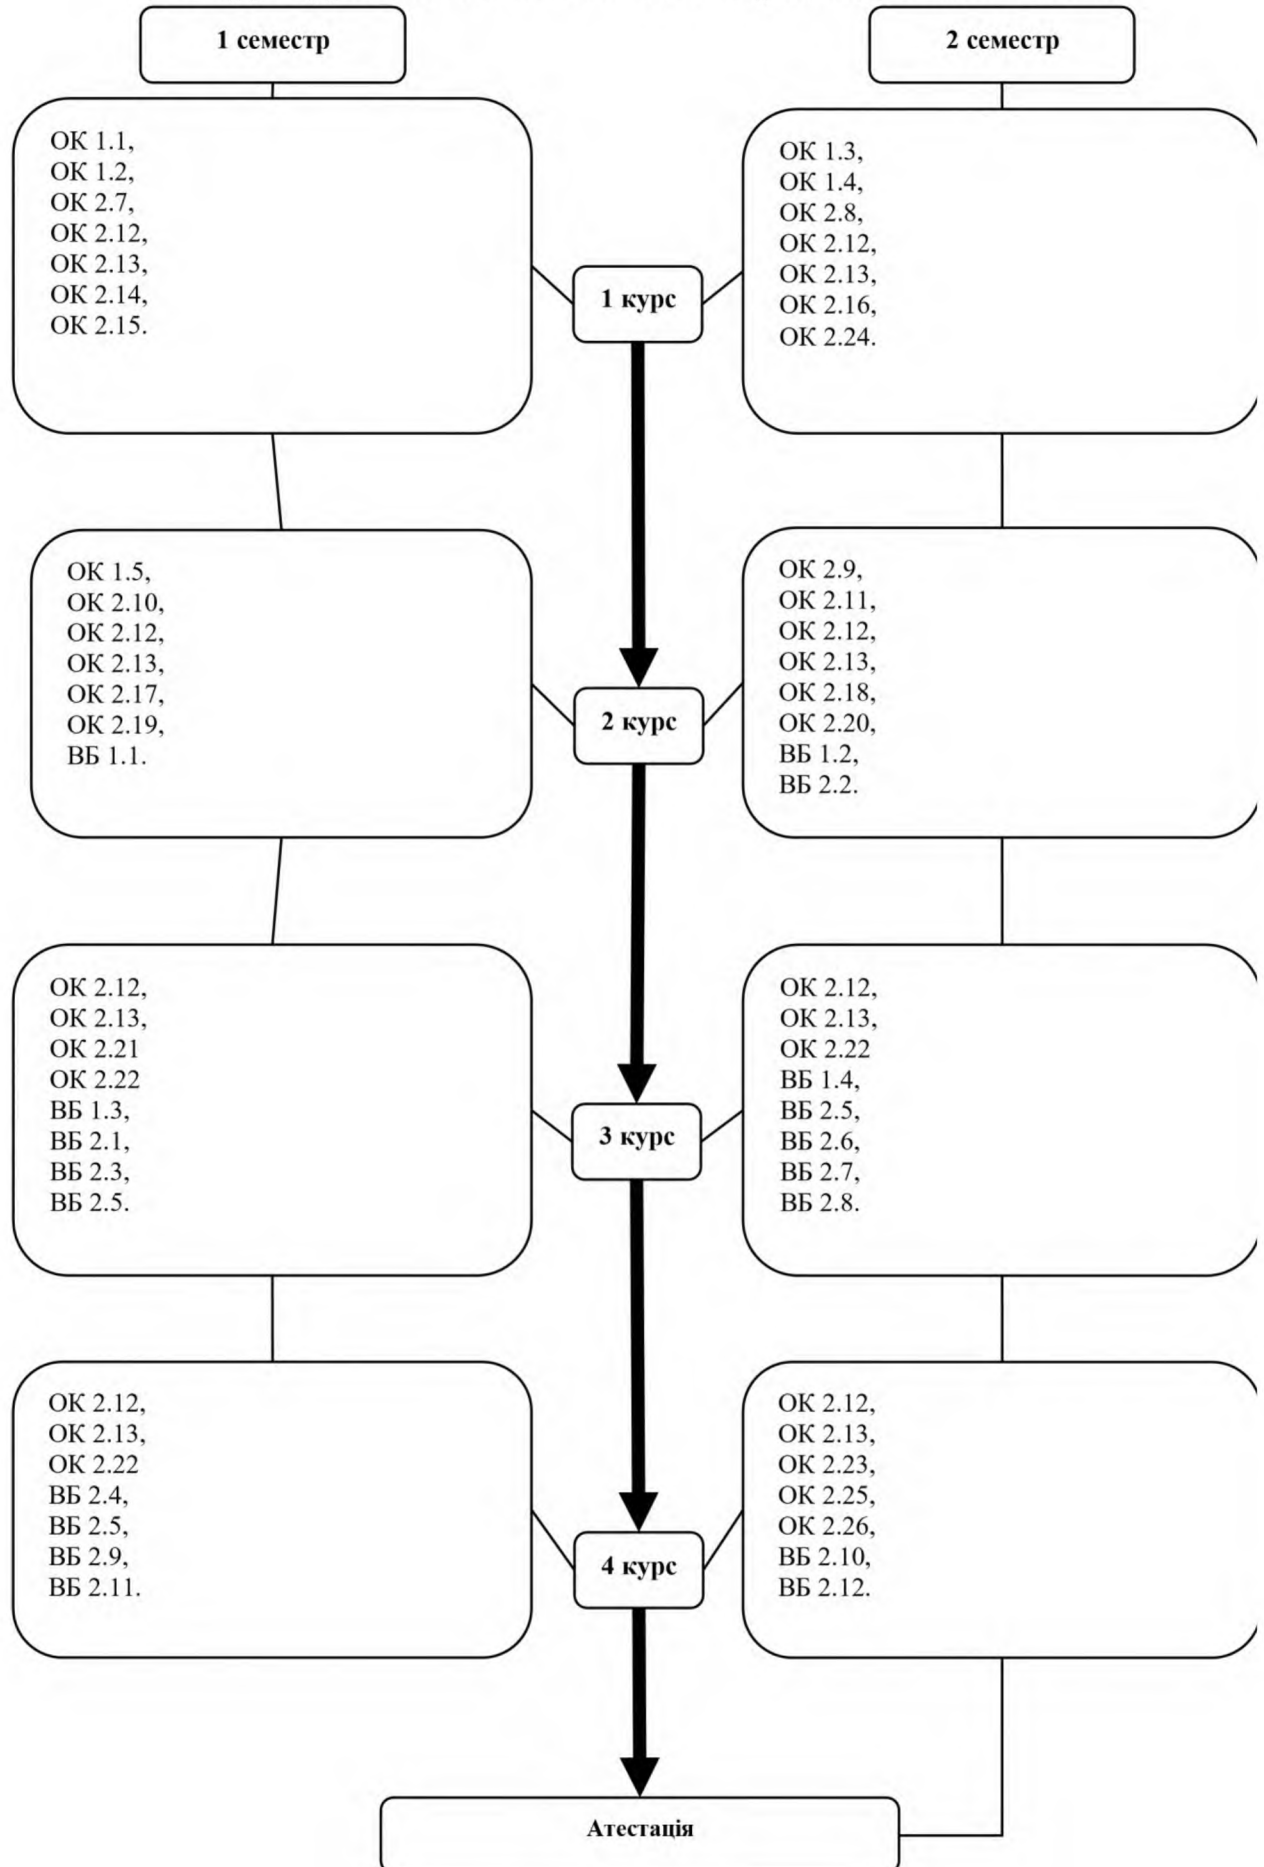 1 семестр
2 семестр
ОК 1.1,
ОК 1.2,
ОК 2.7,
ОК 2.12,
ОК 2.13,
ОК 2.14,
ОК 2.15.
1 курс
ОК 1.3,
ОК 1.4,
ОК 2.8,
ОК 2.12,
ОК 2.13,
ОК 2.16,
ОК 2.24.
ОК 1.5,
ОК 2.10,
ОК 2.12,
ОК 2.13,
ОК 2.17,
ОК 2.19,
ВБ 1.1.
2 курс
ОК 2.9,
ОК 2.11,
ОК 2.12,
ОК 2.13,
ОК 2.18,
ОК 2.20,
ВБ 1.2,
ВБ 2.2.
ОК 2.12,
ОК 2.13,
ОК 2.21
ОК 2.22
ВБ 1.3,
ВБ 2.1,
ВБ 2.3,
ВБ 2.5.
3 курс
ОК 2.12,
ОК 2.13,
ОК 2.22
ВБ 1.4,
ВБ 2.5,
ВБ 2.6,
ВБ 2.7,
ВБ 2.8.
ОК 2.12,
ОК 2.13,
ОК 2.22
ВБ 2.4,
ВБ 2.5,
ВБ 2.9,
ВБ 2.11.
4 курс
ОК 2.12,
ОК 2.13,
ОК 2.23,
ОК 2.25,
ОК 2.26,
ВБ 2.10,
ВБ 2.12.
Атестація